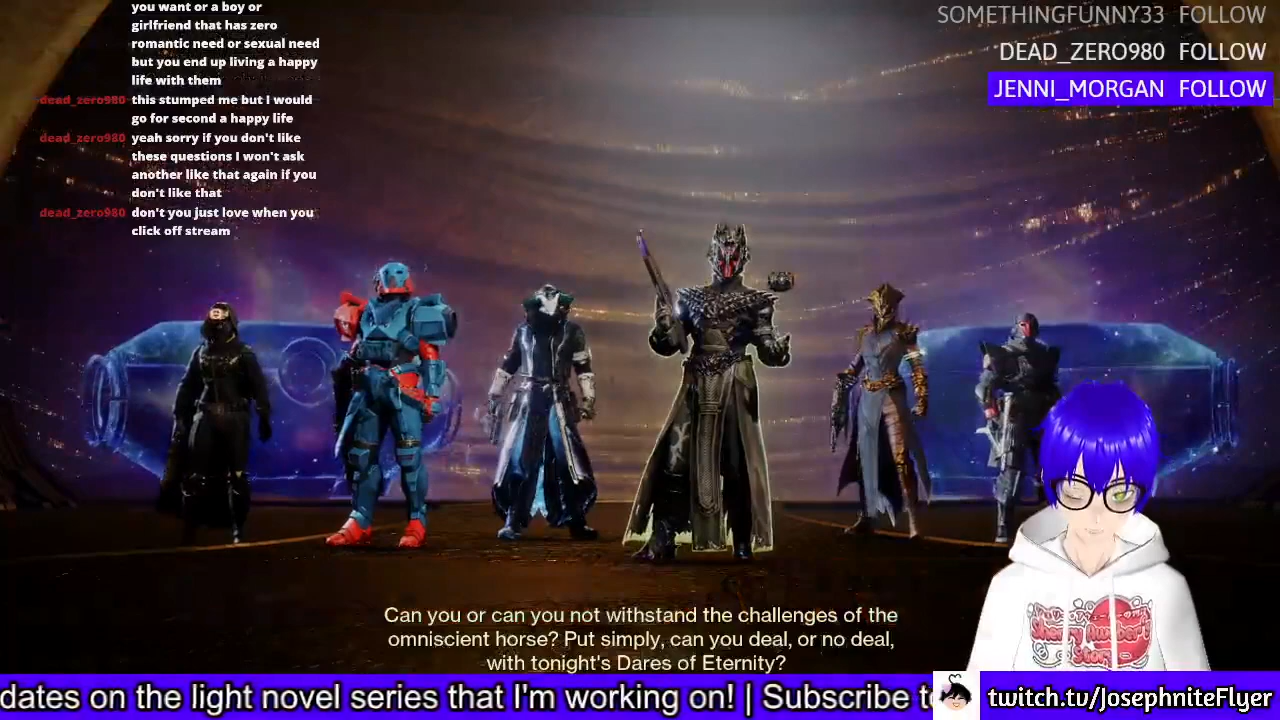 you want or a boy or
girlfriend that has zero
romantic need or sexual need
but you end up living a happy
life with them
dead_zero980 this stumped me but I would
go for second a happy life
dead_zero980 yeah sorry if you don't like
these questions I won't ask
another like that again if you
don't like that
dead_zero980 don't you just love when you
click off stream
SOMETHINGFUNNY33 FOLLOW
DEAD_ZERO980 FOLLOW
JENNI_MORGAN FOLLOW
Can you or can you not withstand the challenges of the
omniscient horse? Put simply, can you deal, or no deal,
with tonight's Dares of Eternity?
dates on the light novel series that I'm working on! | Subscribe to
twitch.tv/JosephniteFlyer